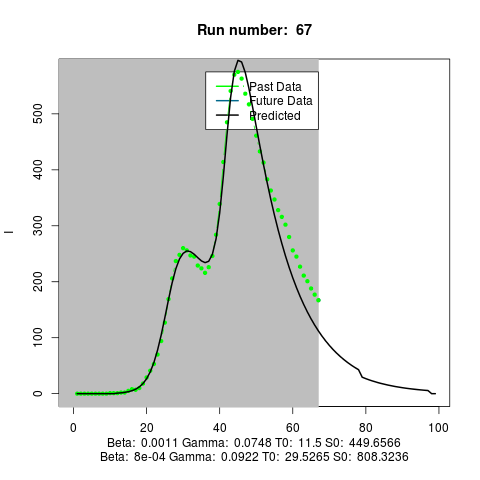 Run number: 67
Past Data
Future Data
Predicted
I
500
400
300
200
100
0
0 20 40 60 80 100
Beta: 0.0011 Gamma: 0.0748 T0: 11.5 S0: 449.6566
Beta: 8e-04 Gamma: 0.0922 T0: 29.5265 S0: 808.3236